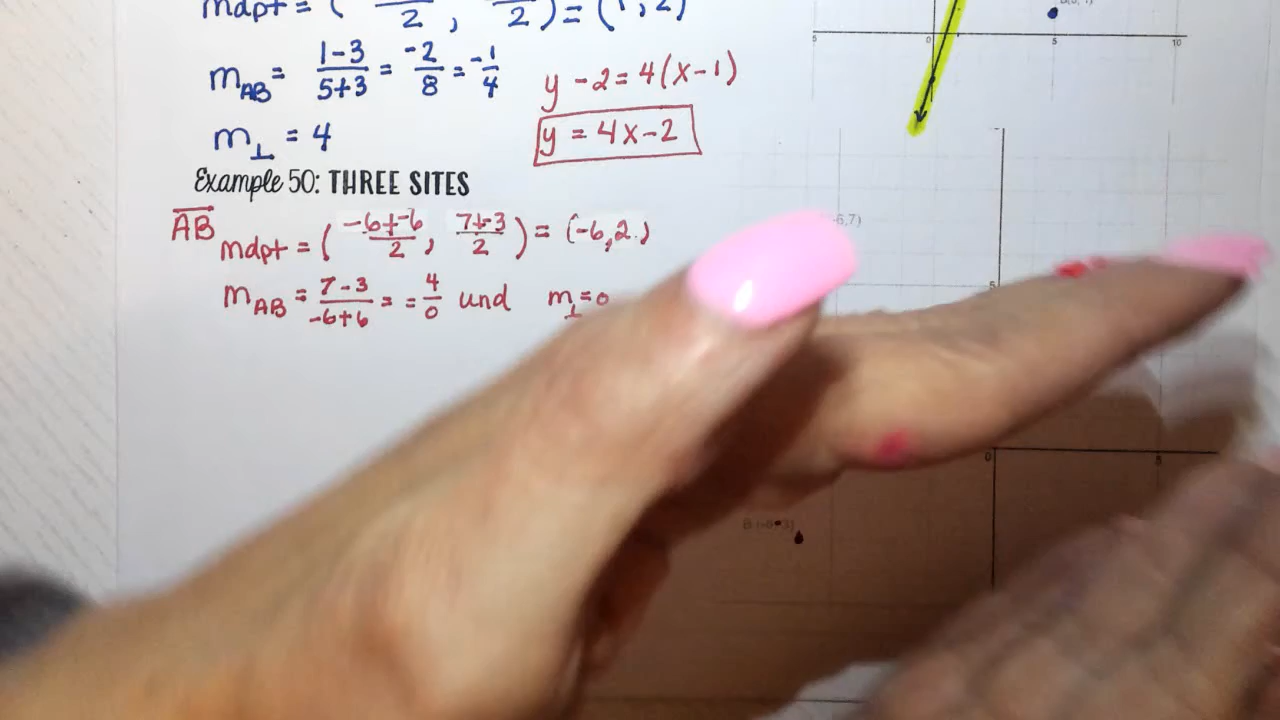 mdpt = ( /2 , /2 ) = (1, 2)
m_AB = 1-3/5+3 = -2/8 = -1/4
y - 2 = 4(x-1)
m⊥ = 4
y = 4x-2
Example 50: THREE SITES
AB mdpt = ( -6+-6/2 , 7+-3/2 ) = (-6, 2)
m_AB = 7-3/-6+6 = = 4/0 und m⊥=0
5
0
5
10
-6,7)
5
0
5